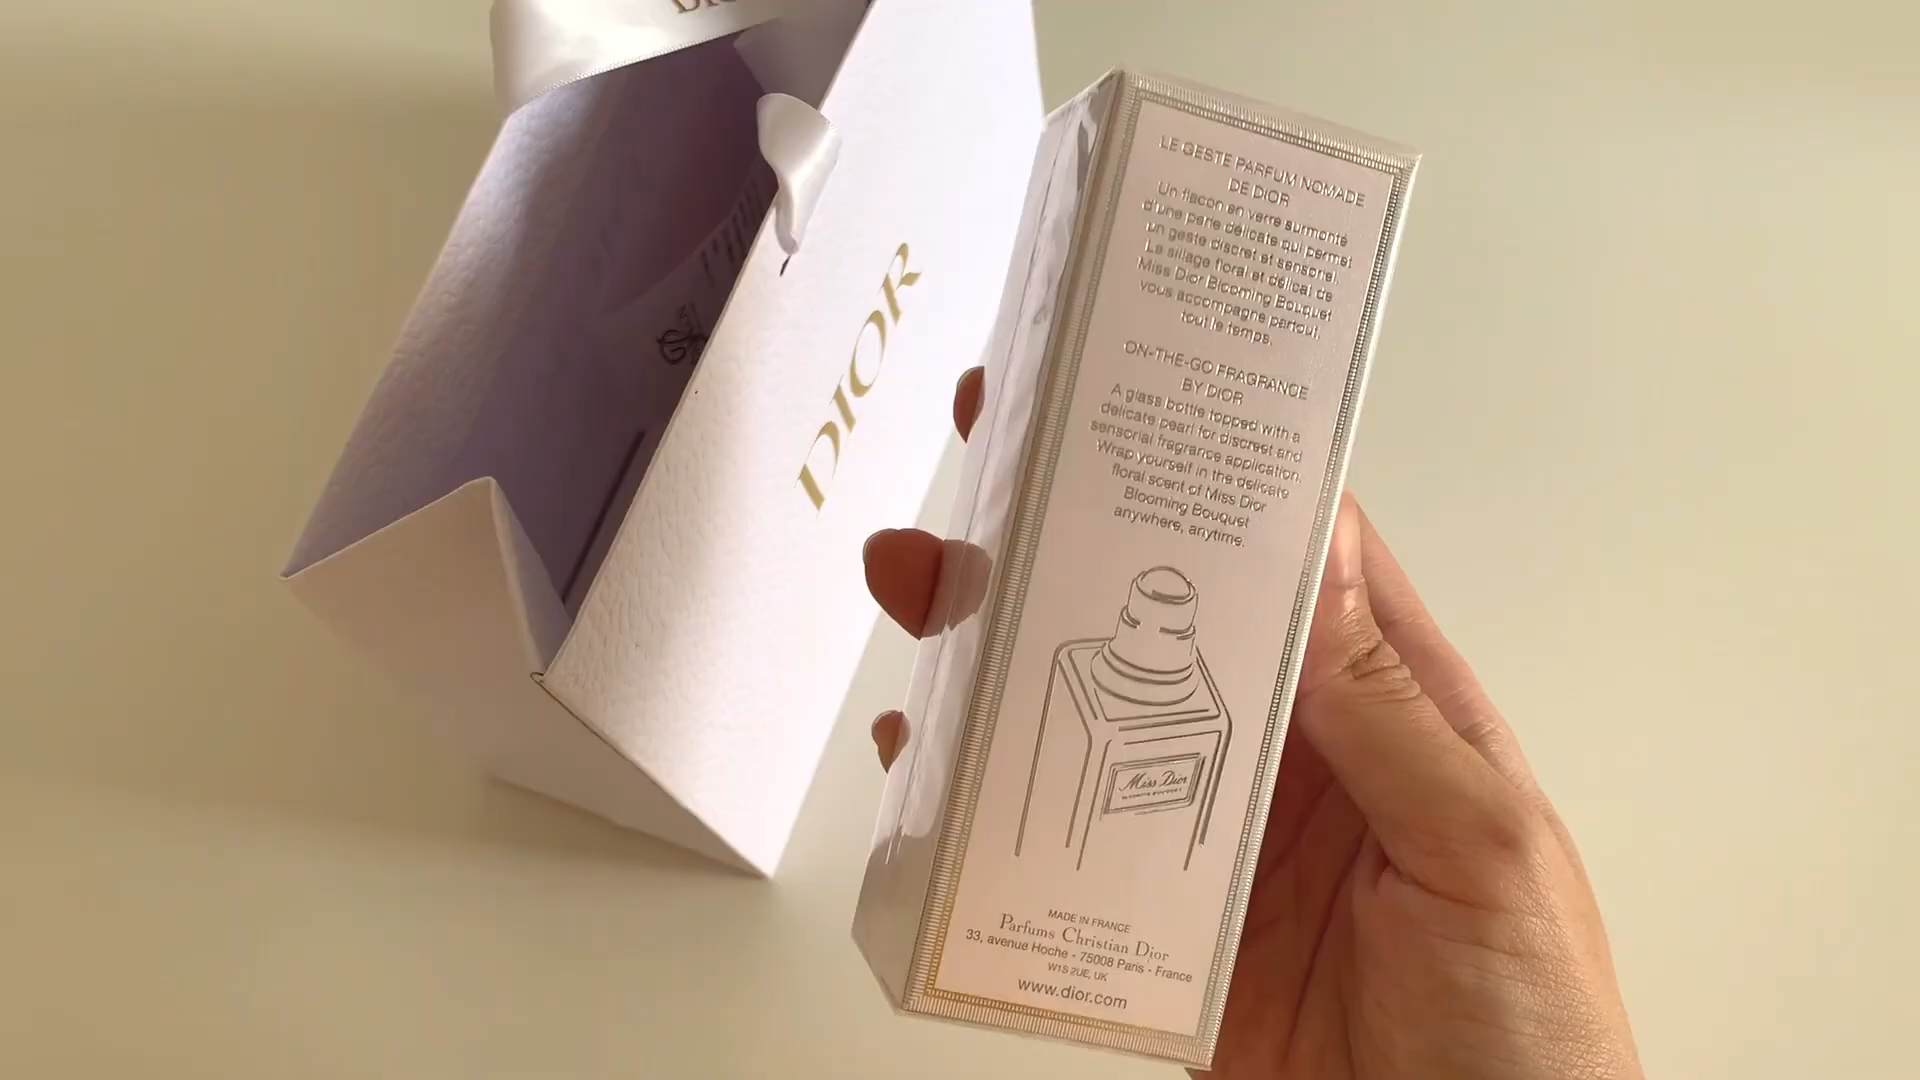 DIOR
LE GESTE PARFUM NOMADE
DE DIOR
Un flacon en verre surmonté
d'une perle délicate qui permet
un geste discret et sensoriel.
Le sillage floral et délicat de
Miss Dior Blooming Bouquet
vous accompagne partout,
tout le temps.
ON-THE-GO FRAGRANCE
BY DIOR
A glass bottle topped with a
delicate pearl for discreet and
sensorial fragrance application.
Wrap yourself in the delicate
floral scent of Miss Dior
Blooming Bouquet
anywhere, anytime.
Miss Dior
BLOOMING BOUQUET
MADE IN FRANCE
Parfums Christian Dior
33, avenue Hoche - 75008 Paris - France
W1S 2UE, UK
www.dior.com